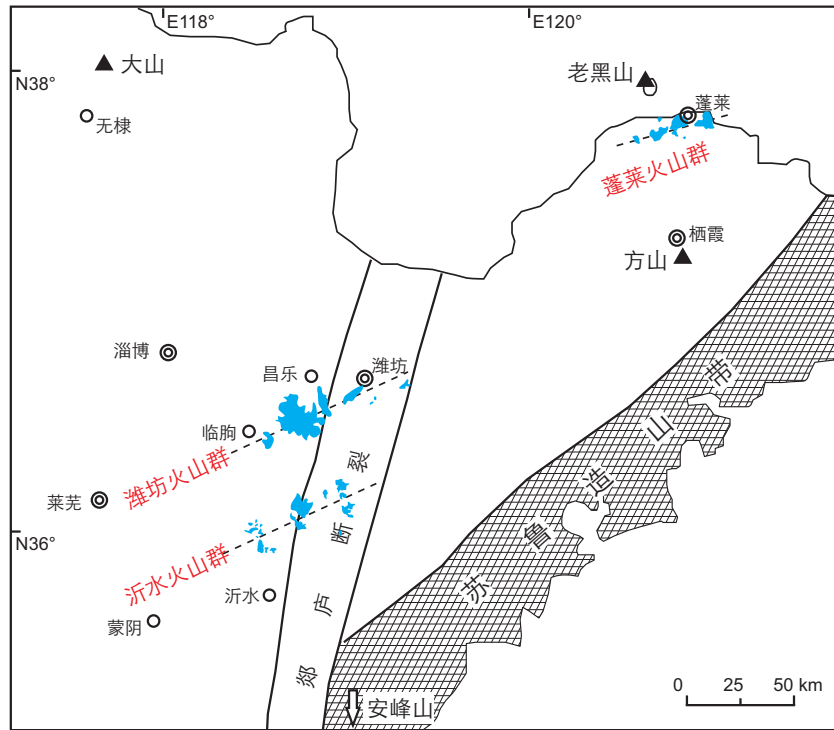 E118°
E120°
N38°
大山
老黑山
无棣
蓬莱
蓬莱火山群
栖霞
方山
淄博
昌乐
潍坊
临朐
潍坊火山群
莱芜
N36°
沂水火山群
沂水
蒙阴
郯庐断裂
苏鲁造山带
安峰山
0 25 50 km